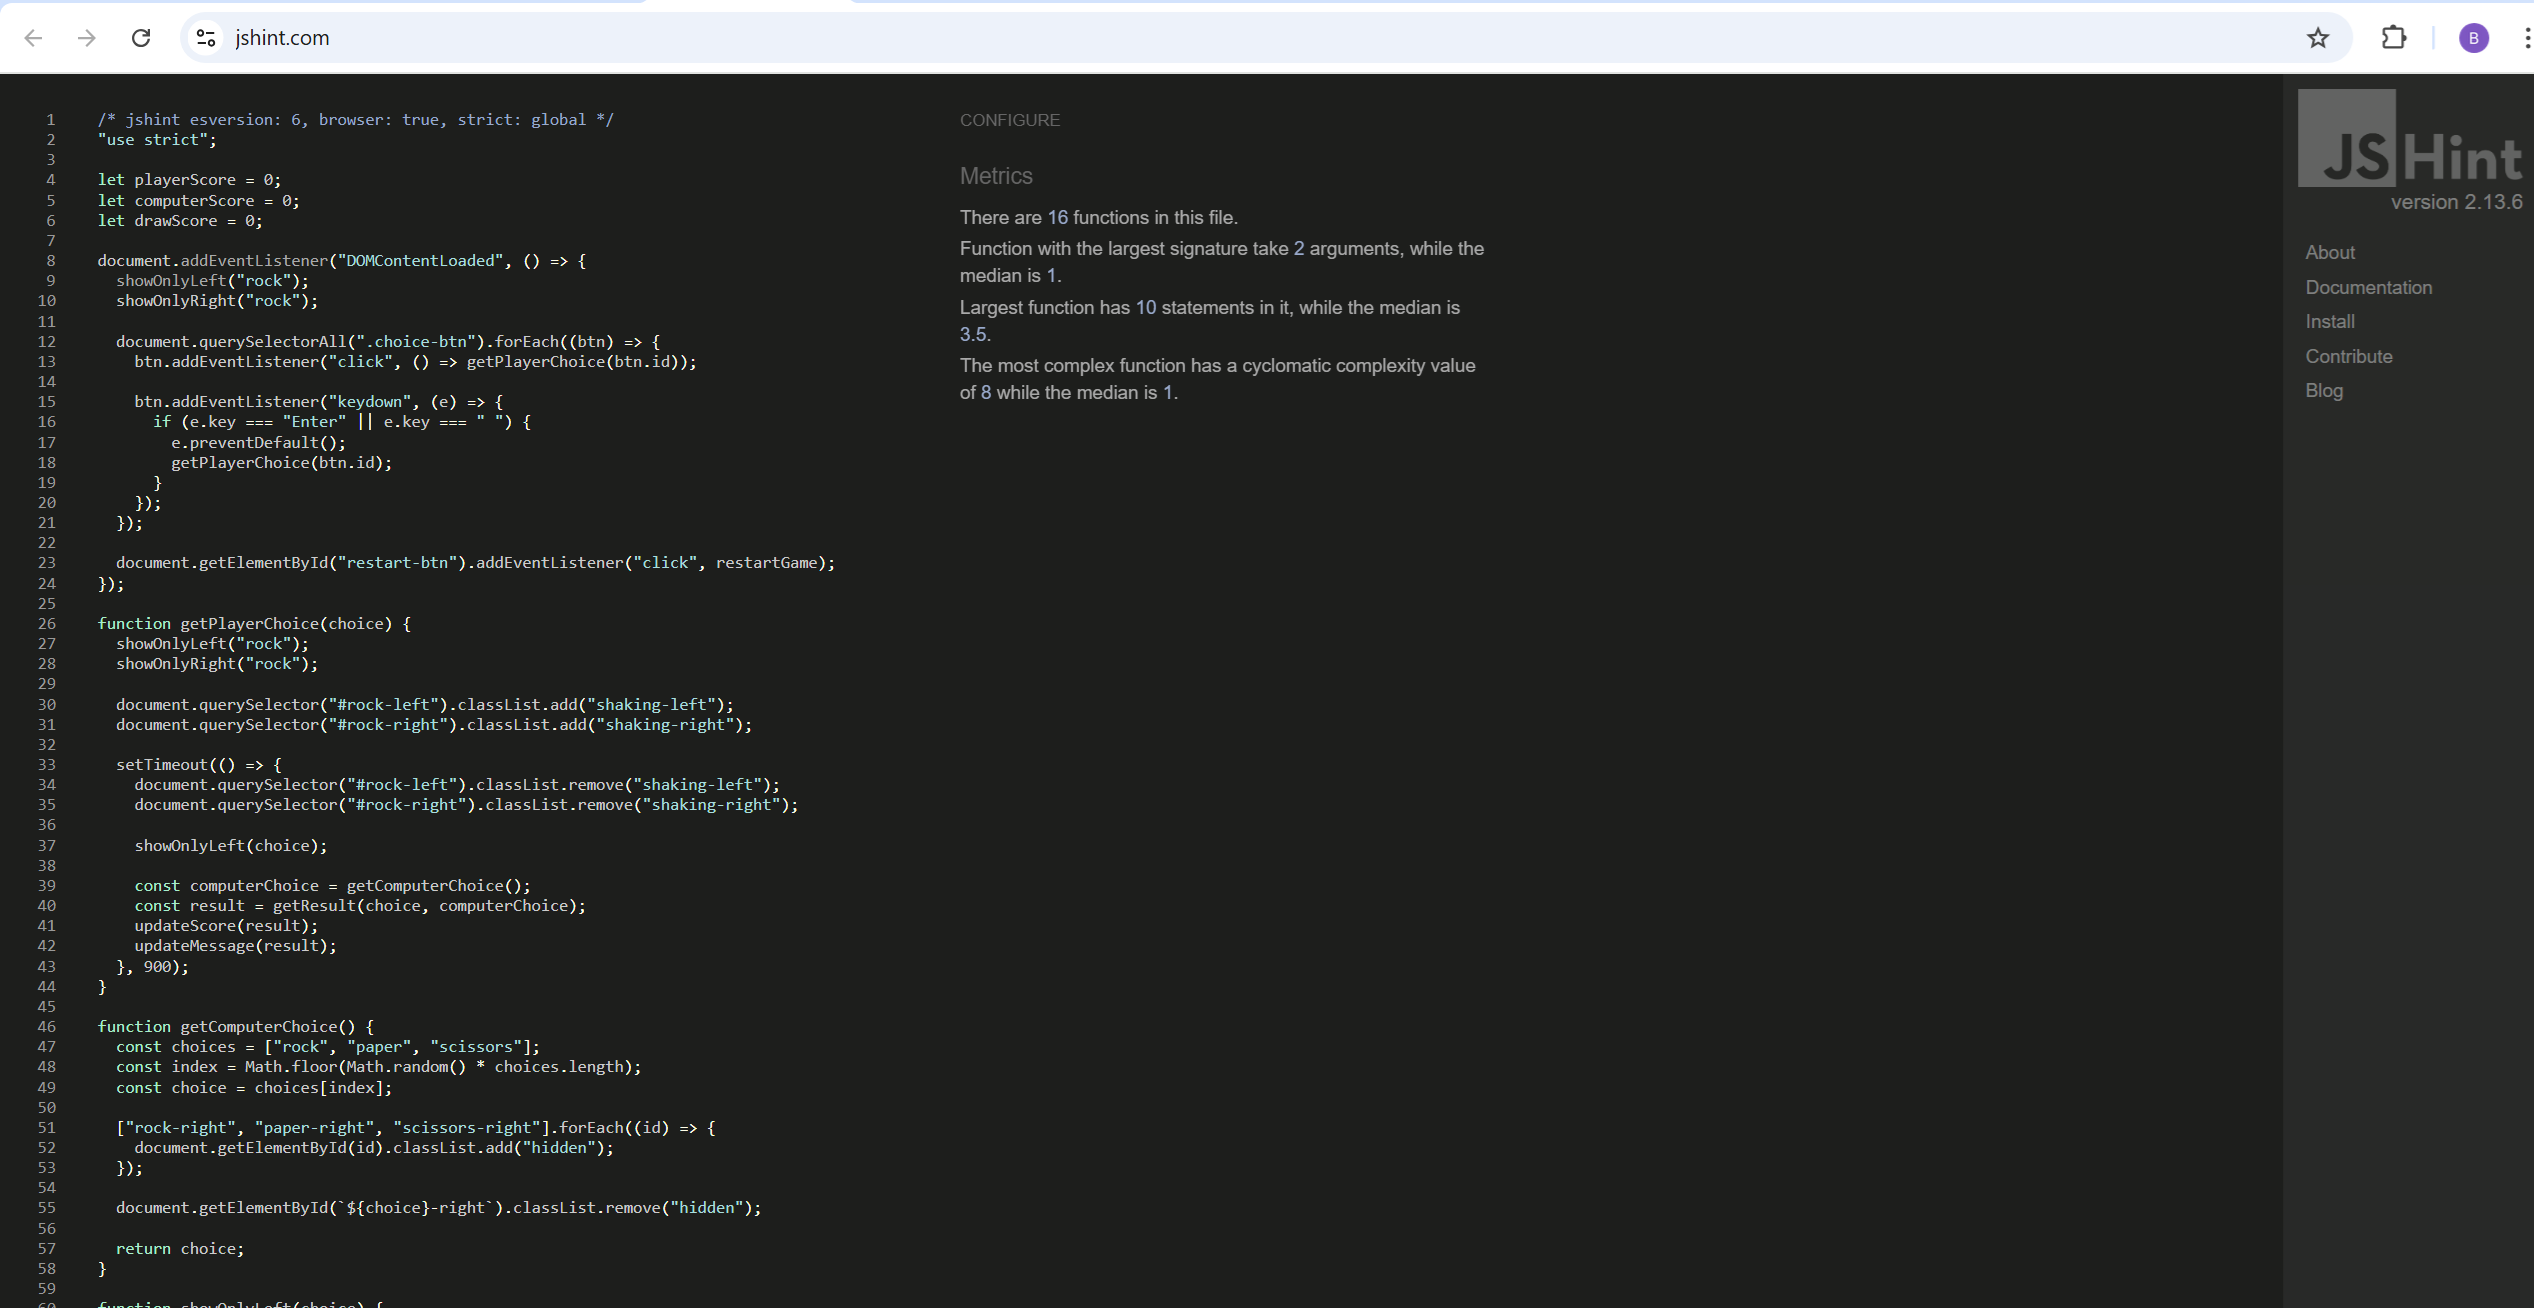 jshint.com
B
1 /* jshint esversion: 6, browser: true, strict: global */
2 "use strict";
3
4 let playerScore = 0;
5 let computerScore = 0;
6 let drawScore = 0;
7
8 document.addEventListener("DOMContentLoaded", () => {
9 showOnlyLeft("rock");
10 showOnlyRight("rock");
11
12 document.querySelectorAll(".choice-btn").forEach((btn) => {
13 btn.addEventListener("click", () => getPlayerChoice(btn.id));
14
15 btn.addEventListener("keydown", (e) => {
16 if (e.key === "Enter" || e.key === " ") {
17 e.preventDefault();
18 getPlayerChoice(btn.id);
19 }
20 });
21 });
22
23 document.getElementById("restart-btn").addEventListener("click", restartGame);
24 });
25
26 function getPlayerChoice(choice) {
27 showOnlyLeft("rock");
28 showOnlyRight("rock");
29
30 document.querySelector("#rock-left").classList.add("shaking-left");
31 document.querySelector("#rock-right").classList.add("shaking-right");
32
33 setTimeout(() => {
34 document.querySelector("#rock-left").classList.remove("shaking-left");
35 document.querySelector("#rock-right").classList.remove("shaking-right");
36
37 showOnlyLeft(choice);
38
39 const computerChoice = getComputerChoice();
40 const result = getResult(choice, computerChoice);
41 updateScore(result);
42 updateMessage(result);
43 }, 900);
44 }
45
46 function getComputerChoice() {
47 const choices = ["rock", "paper", "scissors"];
48 const index = Math.floor(Math.random() * choices.length);
49 const choice = choices[index];
50
51 ["rock-right", "paper-right", "scissors-right"].forEach((id) => {
52 document.getElementById(id).classList.add("hidden");
53 });
54
55 document.getElementById(`${choice}-right`).classList.remove("hidden");
56
57 return choice;
58 }
59
60 function showOnlyLeft(choice) {
CONFIGURE
Metrics
There are 16 functions in this file.
Function with the largest signature take 2 arguments, while the
median is 1.
Largest function has 10 statements in it, while the median is
3.5.
The most complex function has a cyclomatic complexity value
of 8 while the median is 1.
JSHint
version 2.13.6
About
Documentation
Install
Contribute
Blog